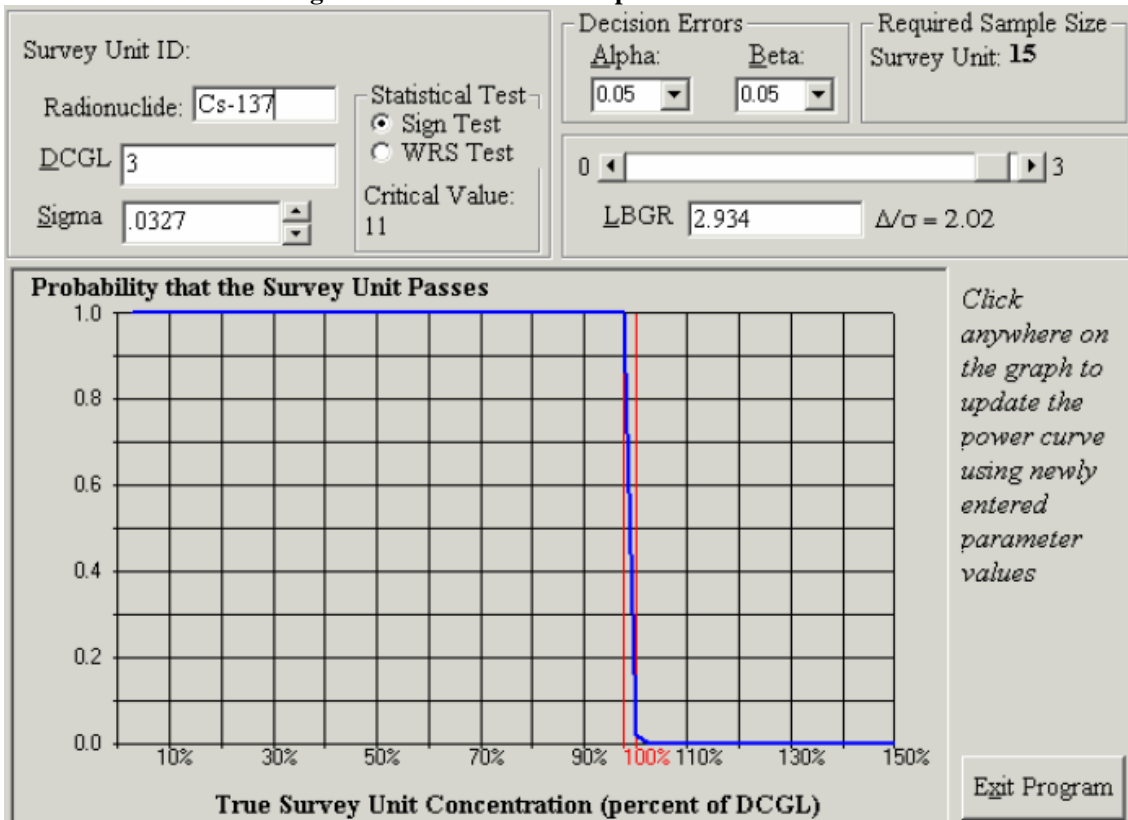 Survey Unit ID:
Radionuclide: Cs-137
DCGL 3
Sigma .0327
Statistical Test
Sign Test
WRS Test
Critical Value:
11
Decision Errors
Alpha: Beta:
0.05 0.05
Required Sample Size
Survey Unit: 15
0 3
LBGR 2.934 Δ/σ = 2.02
Probability that the Survey Unit Passes
1.0
0.8
0.6
0.4
0.2
0.0
10% 30% 50% 70% 90% 100% 110% 130% 150%
True Survey Unit Concentration (percent of DCGL)
Click
anywhere on
the graph to
update the
power curve
using newly
entered
parameter
values
Exit Program